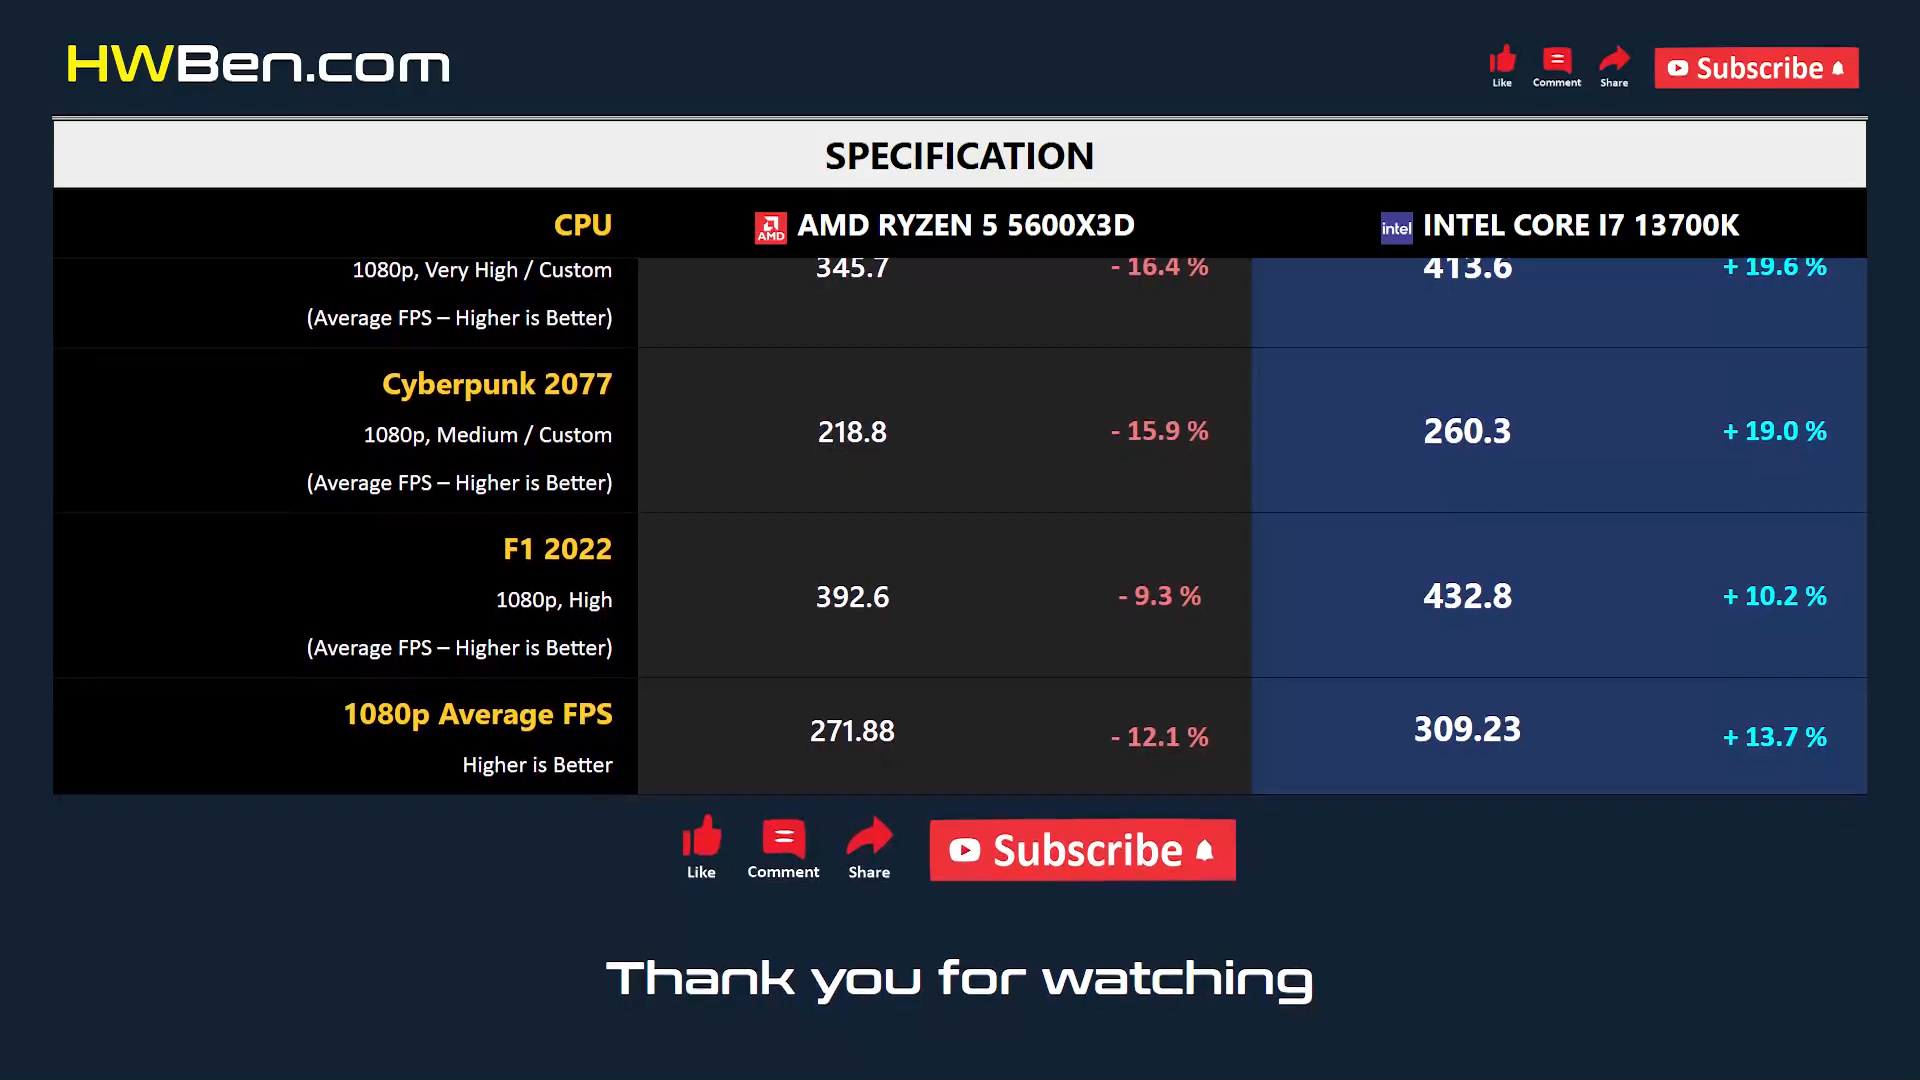 HWBen.com
Like Comment Share Subscribe
SPECIFICATION
CPU AMD AMD RYZEN 5 5600X3D intel INTEL CORE I7 13700K
1080p, Very High / Custom 345.7 - 16.4 % 413.6 + 19.6 %
(Average FPS – Higher is Better)
Cyberpunk 2077
1080p, Medium / Custom 218.8 - 15.9 % 260.3 + 19.0 %
(Average FPS – Higher is Better)
F1 2022
1080p, High 392.6 - 9.3 % 432.8 + 10.2 %
(Average FPS – Higher is Better)
1080p Average FPS 271.88 - 12.1 % 309.23 + 13.7 %
Higher is Better
Like Comment Share Subscribe
Thank you for watching